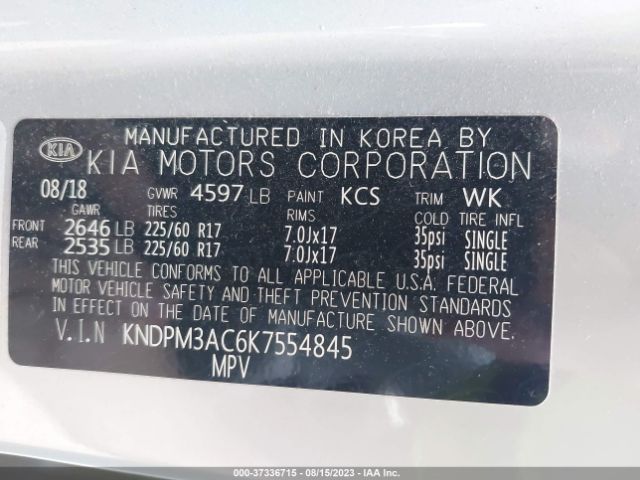 KIA MANUFACTURED IN KOREA BY
KIA MOTORS CORPORATION
08/18 GVWR 4597 LB PAINT KCS TRIM WK
GAWR TIRES RIMS COLD TIRE INFL
FRONT 2646 LB 225/60 R17 7.0Jx17 35psi SINGLE
REAR 2535 LB 225/60 R17 7.0Jx17 35psi SINGLE
THIS VEHICLE CONFORMS TO ALL APPLICABLE U.S.A. FEDERAL
MOTOR VEHICLE SAFETY AND THEFT PREVENTION STANDARDS
IN EFFECT ON THE DATE OF MANUFACTURE SHOWN ABOVE.
V.I.N KNDPM3AC6K7554845
MPV
000-37336715 - 08/15/2023 - IAAI.COM